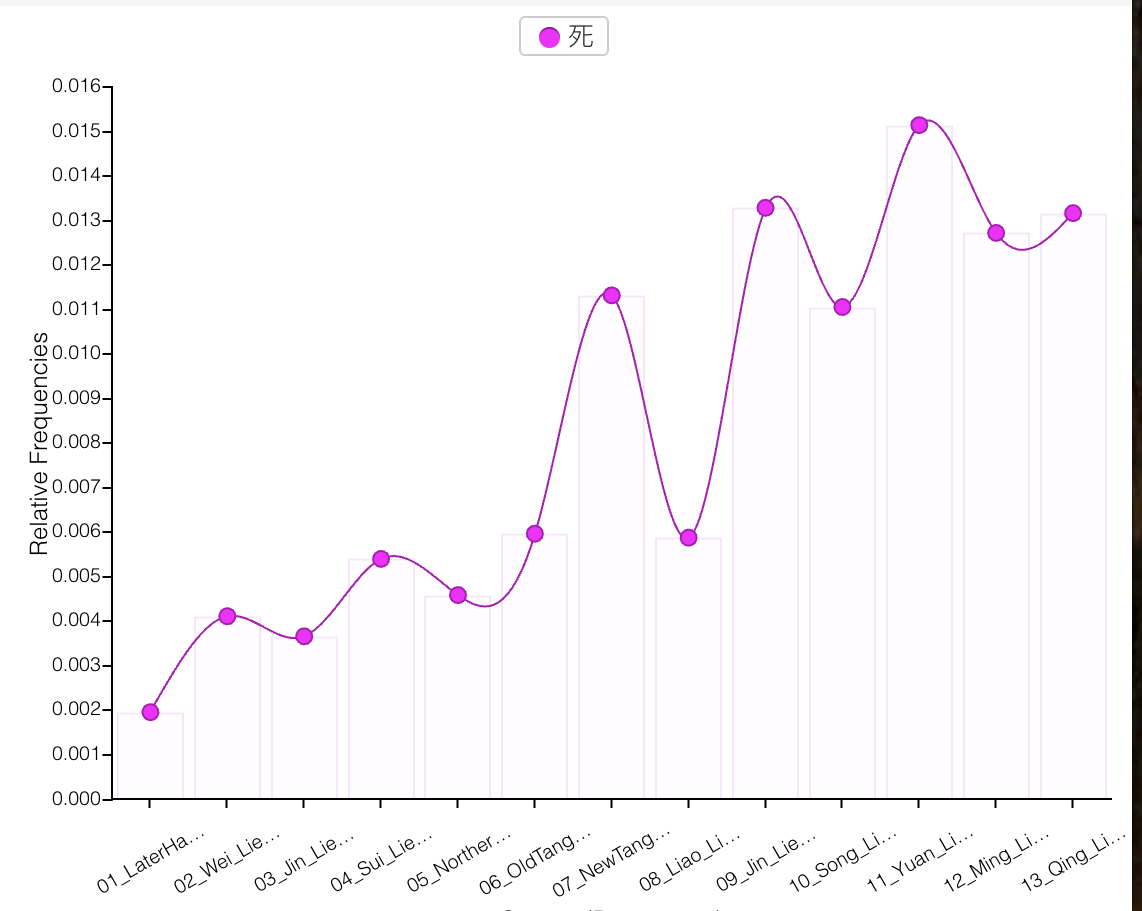 死
0.016
0.015
0.014
0.013
0.012
0.011
0.010
0.009
0.008
0.007
0.006
0.005
0.004
0.003
0.002
0.001
0.000
Relative Frequencies
01_LaterHa...
02_Wei_Lie...
03_Jin_Lie...
04_Sui_Lie...
05_Norther...
06_OldTang...
07_NewTang...
08_Liao_Li...
09_Jin_Lie...
10_Song_Li...
11_Yuan_Li...
12_Ming_Li...
13_Qing_Li...